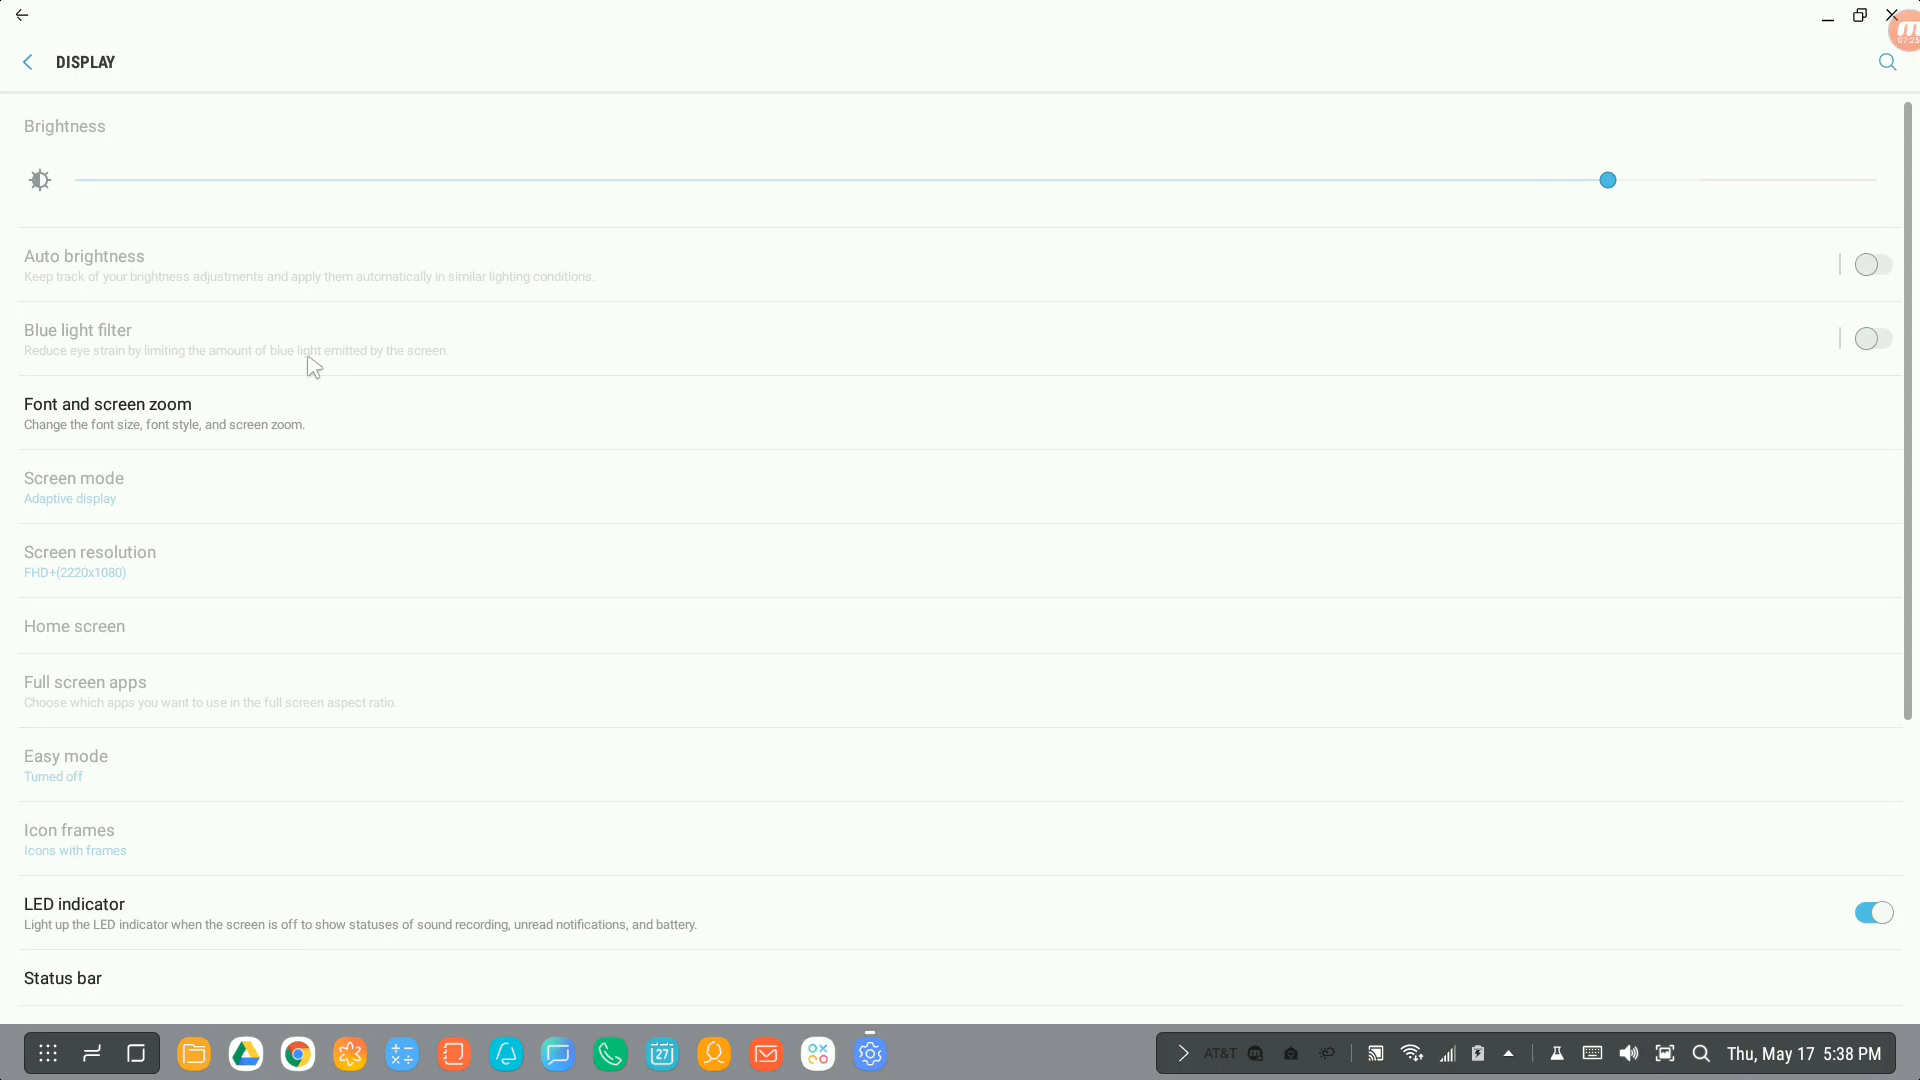 DISPLAY
07:25
Brightness
Auto brightness
Keep track of your brightness adjustments and apply them automatically in similar lighting conditions.
Blue light filter
Reduce eye strain by limiting the amount of blue light emitted by the screen.
Font and screen zoom
Change the font size, font style, and screen zoom.
Screen mode
Adaptive display
Screen resolution
FHD+(2220x1080)
Home screen
Full screen apps
Choose which apps you want to use in the full screen aspect ratio.
Easy mode
Turned off
Icon frames
Icons with frames
LED indicator
Light up the LED indicator when the screen is off to show statuses of sound recording, unread notifications, and battery.
Status bar
27
AT&T
Thu, May 17 5:38 PM